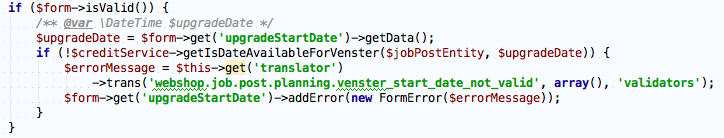 if ($form->isValid()) {
/** @var \DateTime $upgradeDate */
$upgradeDate = $form->get('upgradeStartDate')->getData();
if (!$creditService->getIsDateAvailableForVenster($jobPostEntity, $upgradeDate)) {
$errorMessage = $this->get('translator')
->trans('webshop.job.post.planning.venster_start_date_not_valid', array(), 'validators');
$form->get('upgradeStartDate')->addError(new FormError($errorMessage));
}
}